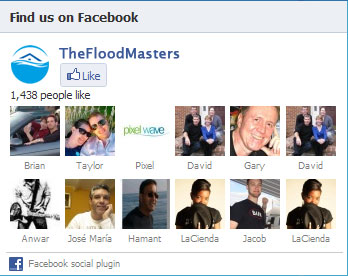 Find us on Facebook
TheFloodMasters
Like
1,438 people like
pixel wave
Brian Taylor Pixel David Gary David
Anwar José María Hamant LaCienda Jacob LaCienda
Facebook social plugin